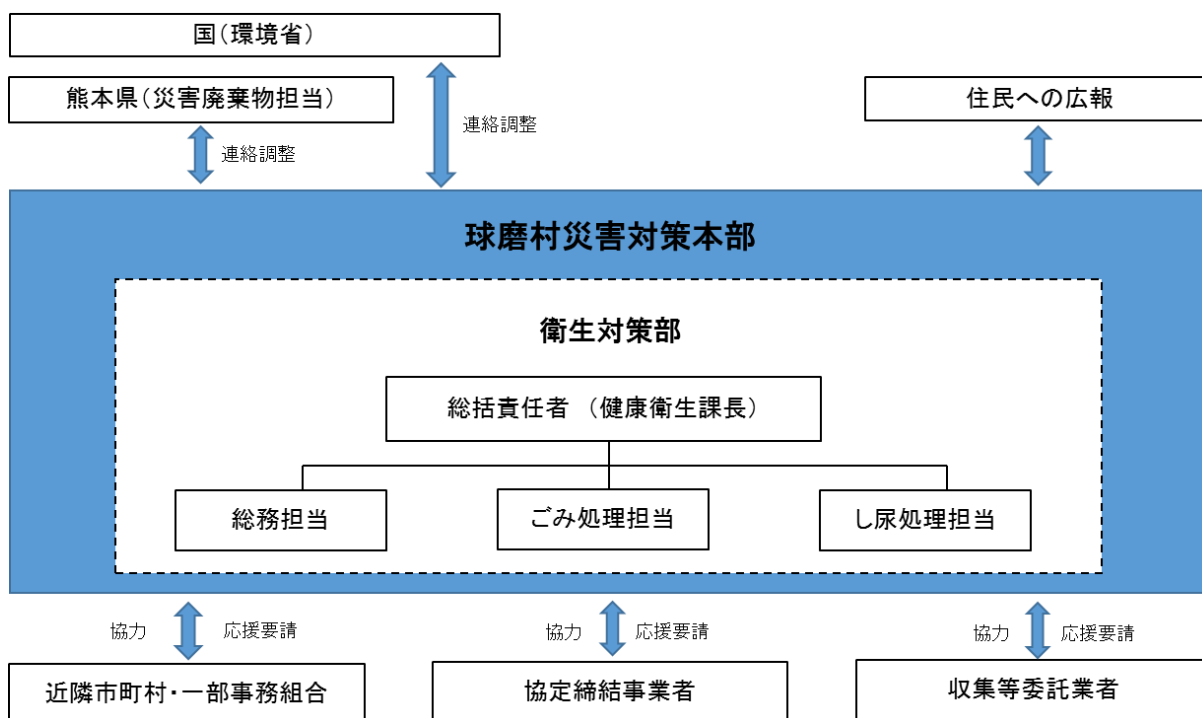 国(環境省)
熊本県(災害廃棄物担当)
住民への広報
連絡調整
連絡調整
球磨村災害対策本部
衛生対策部
総括責任者 (健康衛生課長)
総務担当
ごみ処理担当
し尿処理担当
協力 応援要請
協力 応援要請
協力 応援要請
近隣市町村・一部事務組合
協定締結事業者
収集等委託業者